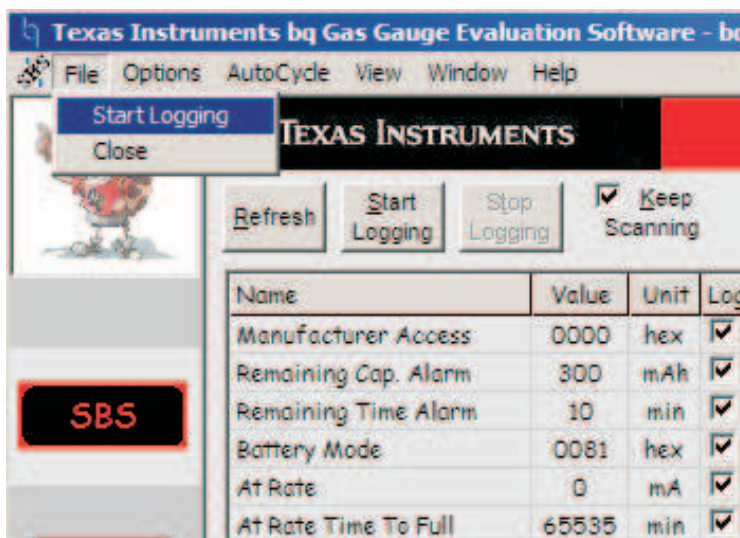 Texas Instruments bq Gas Gauge Evaluation Software - bq
File Options AutoCycle View Window Help
Start Logging
Close
TEXAS INSTRUMENTS
Refresh
Start Logging
Stop Logging
Keep Scanning
Name Value Unit Log
Manufacturer Access 0000 hex
Remaining Cap. Alarm 300 mAh
Remaining Time Alarm 10 min
SBS
Battery Mode 0081 hex
At Rate 0 mA
At Rate Time To Full 65535 min